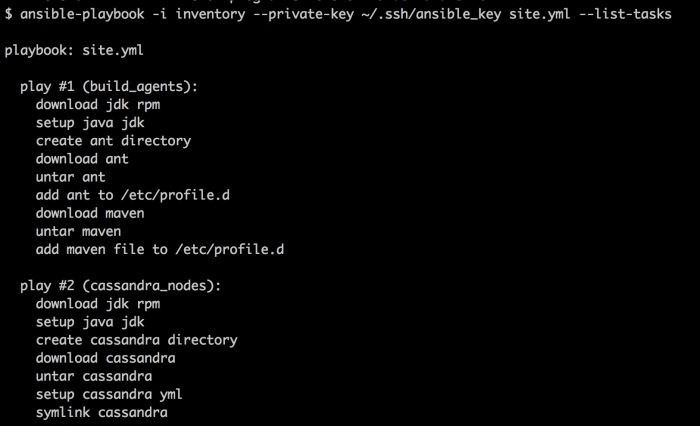 $ ansible-playbook -i inventory --private-key ~/.ssh/ansible_key site.yml --list-tasks
playbook: site.yml
play #1 (build_agents):
download jdk rpm
setup java jdk
create ant directory
download ant
untar ant
add ant to /etc/profile.d
download maven
untar maven
add maven file to /etc/profile.d
play #2 (cassandra_nodes):
download jdk rpm
setup java jdk
create cassandra directory
download cassandra
untar cassandra
setup cassandra yml
symlink cassandra